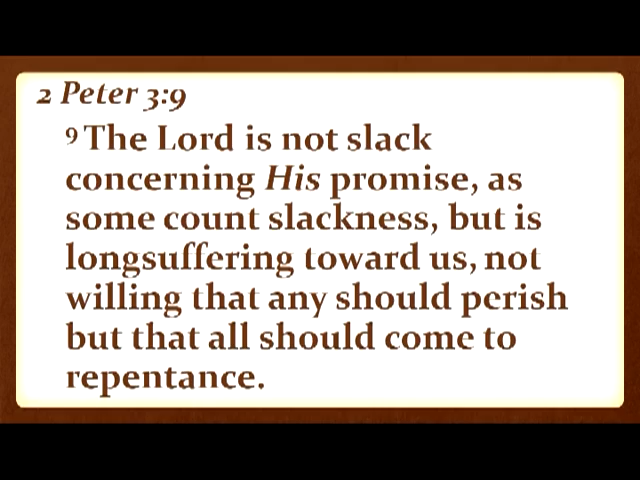 2 Peter 3:9
9 The Lord is not slack
concerning His promise, as
some count slackness, but is
longsuffering toward us, not
willing that any should perish
but that all should come to
repentance.